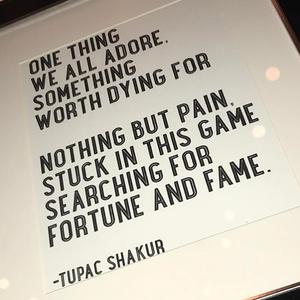 ONE THING
WE ALL ADORE.
SOMETHING
WORTH DYING FOR
NOTHING BUT PAIN,
STUCK IN THIS GAME
SEARCHING FOR
FORTUNE AND FAME.
-TUPAC SHAKUR